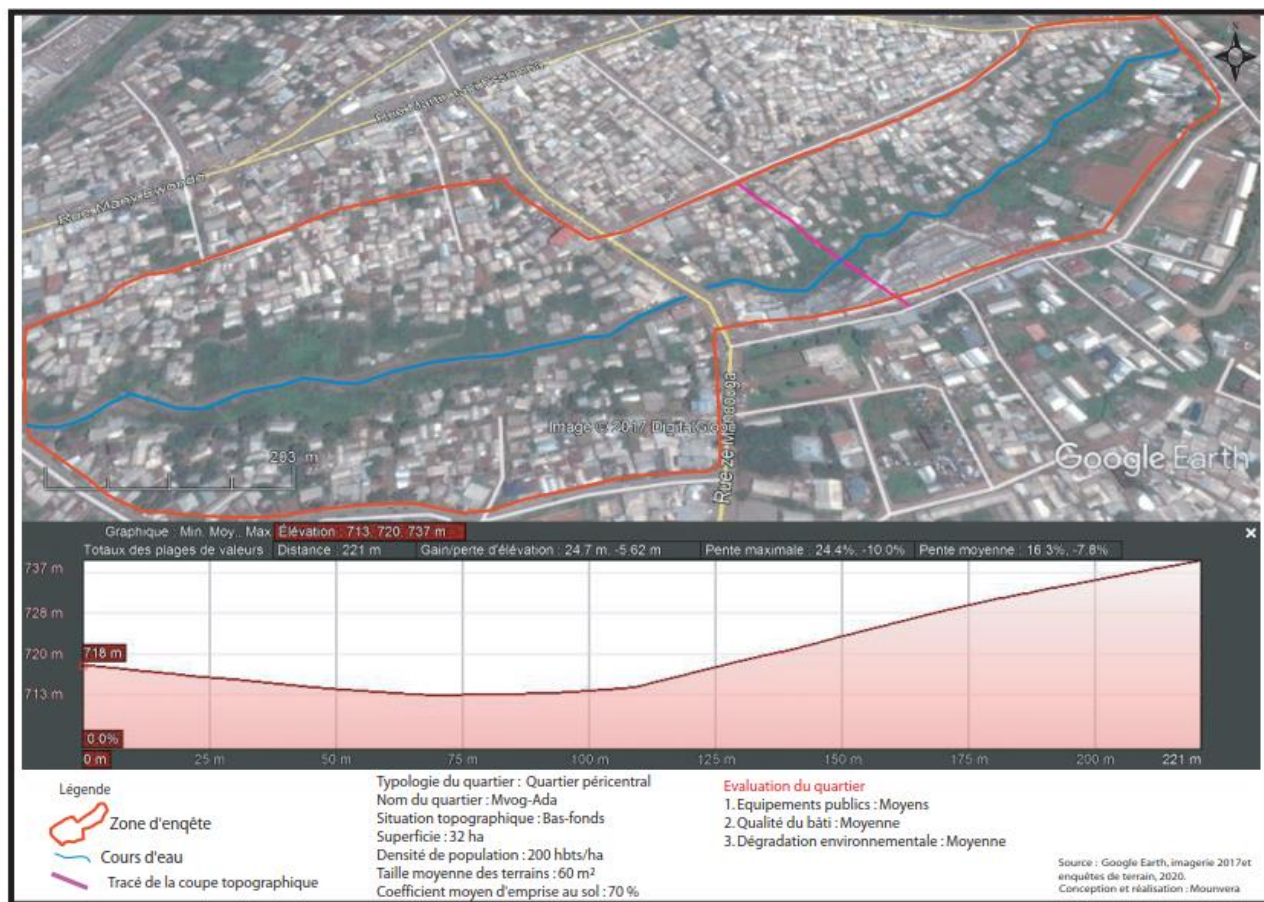 N
Rue Many Ewondo
293 m
Image © 2017 DigitalGlobe
Google Earth
Graphique : Min. Moy.. Max. Élévation : 713, 720, 737 m
Totaux des plages de valeurs Distance : 221 m Gain/perte d'élévation : 24.7 m, -5.62 m Pente maximale : 24.4%, -10.0% Pente moyenne : 16.3%, -7.8%
737 m
728 m
720 m
713 m
718 m
0.0%
0 m 25 m 50 m 75 m 100 m 125 m 150 m 175 m 200 m 221 m
Légende
Zone d'enqête
Cours d'eau
Tracé de la coupe topographique
Typologie du quartier : Quartier péricentral
Nom du quartier : Mvog-Ada
Situation topographique : Bas-fonds
Superficie : 32 ha
Densité de population : 200 hbts/ha
Taille moyenne des terrains : 60 m²
Coefficient moyen d'emprise au sol : 70 %
Evaluation du quartier
1. Equipements publics : Moyens
2. Qualité du bâti : Moyenne
3. Dégradation environnementale : Moyenne
Source : Google Earth, imagerie 2017et
enquêtes de terrain, 2020.
Conception et réalisation : Mounvera